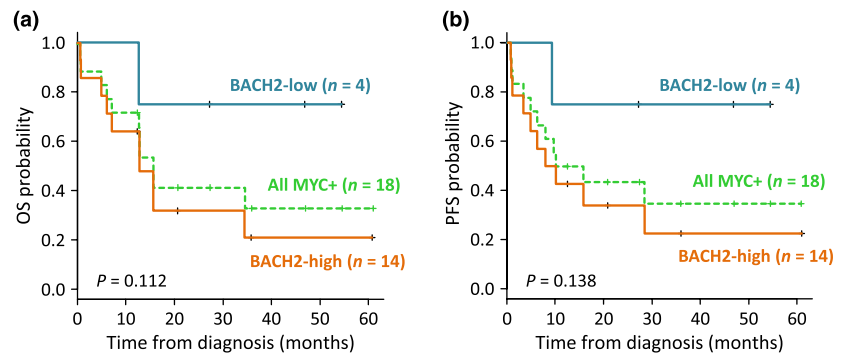 (a)
OS probability
1.0
0.8
0.6
0.4
0.2
0.0
BACH2-low (n = 4)
All MYC+ (n = 18)
BACH2-high (n = 14)
P = 0.112
0 10 20 30 40 50 60
Time from diagnosis (months)
(b)
PFS probability
1.0
0.8
0.6
0.4
0.2
0.0
BACH2-low (n = 4)
All MYC+ (n = 18)
BACH2-high (n = 14)
P = 0.138
0 10 20 30 40 50 60
Time from diagnosis (months)